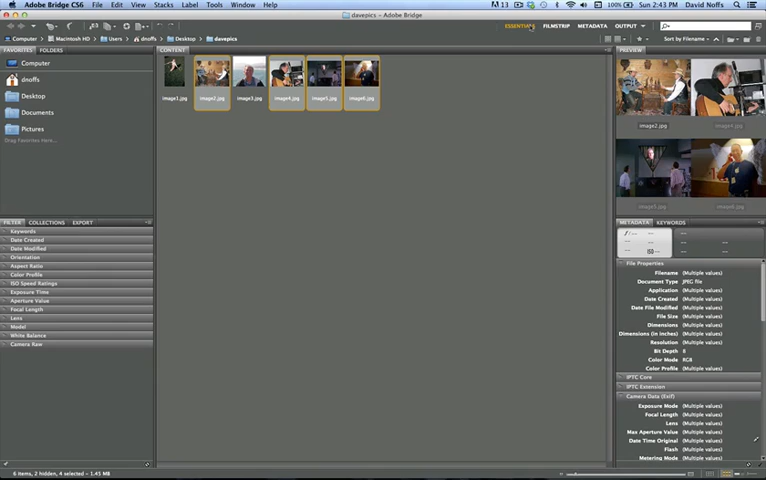 Adobe Bridge CS6 File Edit View Stacks Label Tools Window Help 13 100% Sun 2:43 PM David Noffs
davepics – Adobe Bridge
ESSENTIALS FILMSTRIP METADATA OUTPUT
Computer Macintosh HD Users dnoffs Desktop davepics
Sort by Filename
FAVORITES FOLDERS
Computer
dnoffs
Desktop
Documents
Pictures
Drag Favorites Here...
FILTER COLLECTIONS EXPORT
Keywords
Date Created
Date Modified
Orientation
Aspect Ratio
Color Profile
ISO Speed Ratings
Exposure Time
Aperture Value
Focal Length
Lens
Model
White Balance
Camera Raw
CONTENT
image1.jpg image2.jpg image3.jpg image4.jpg image5.jpg image6.jpg
PREVIEW
image2.jpg image4.jpg
image5.jpg image6.jpg
METADATA KEYWORDS
f/-- --
-- --
ISO--
File Properties
Filename (Multiple values)
Document Type JPEG file
Application (Multiple values)
Date Created (Multiple values)
Date File Modified (Multiple values)
File Size (Multiple values)
Dimensions (Multiple values)
Dimensions (in inches) (Multiple values)
Resolution (Multiple values)
Bit Depth 8
Color Mode RGB
Color Profile (Multiple values)
IPTC Core
IPTC Extension
Camera Data (Exif)
Exposure Mode (Multiple values)
Focal Length (Multiple values)
Lens (Multiple values)
Max Aperture Value (Multiple values)
Date Time Original (Multiple values)
Flash (Multiple values)
Metering Mode (Multiple values)
6 items, 2 hidden, 4 selected – 1.45 MB